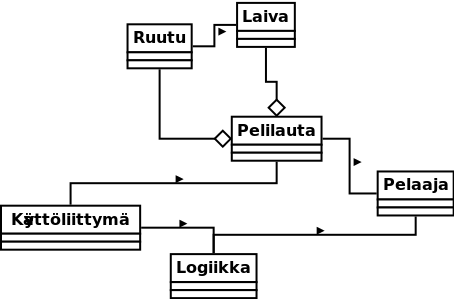 Laiva
Ruutu
Pelilauta
Pelaaja
Käyttöliittymä
Logiikka